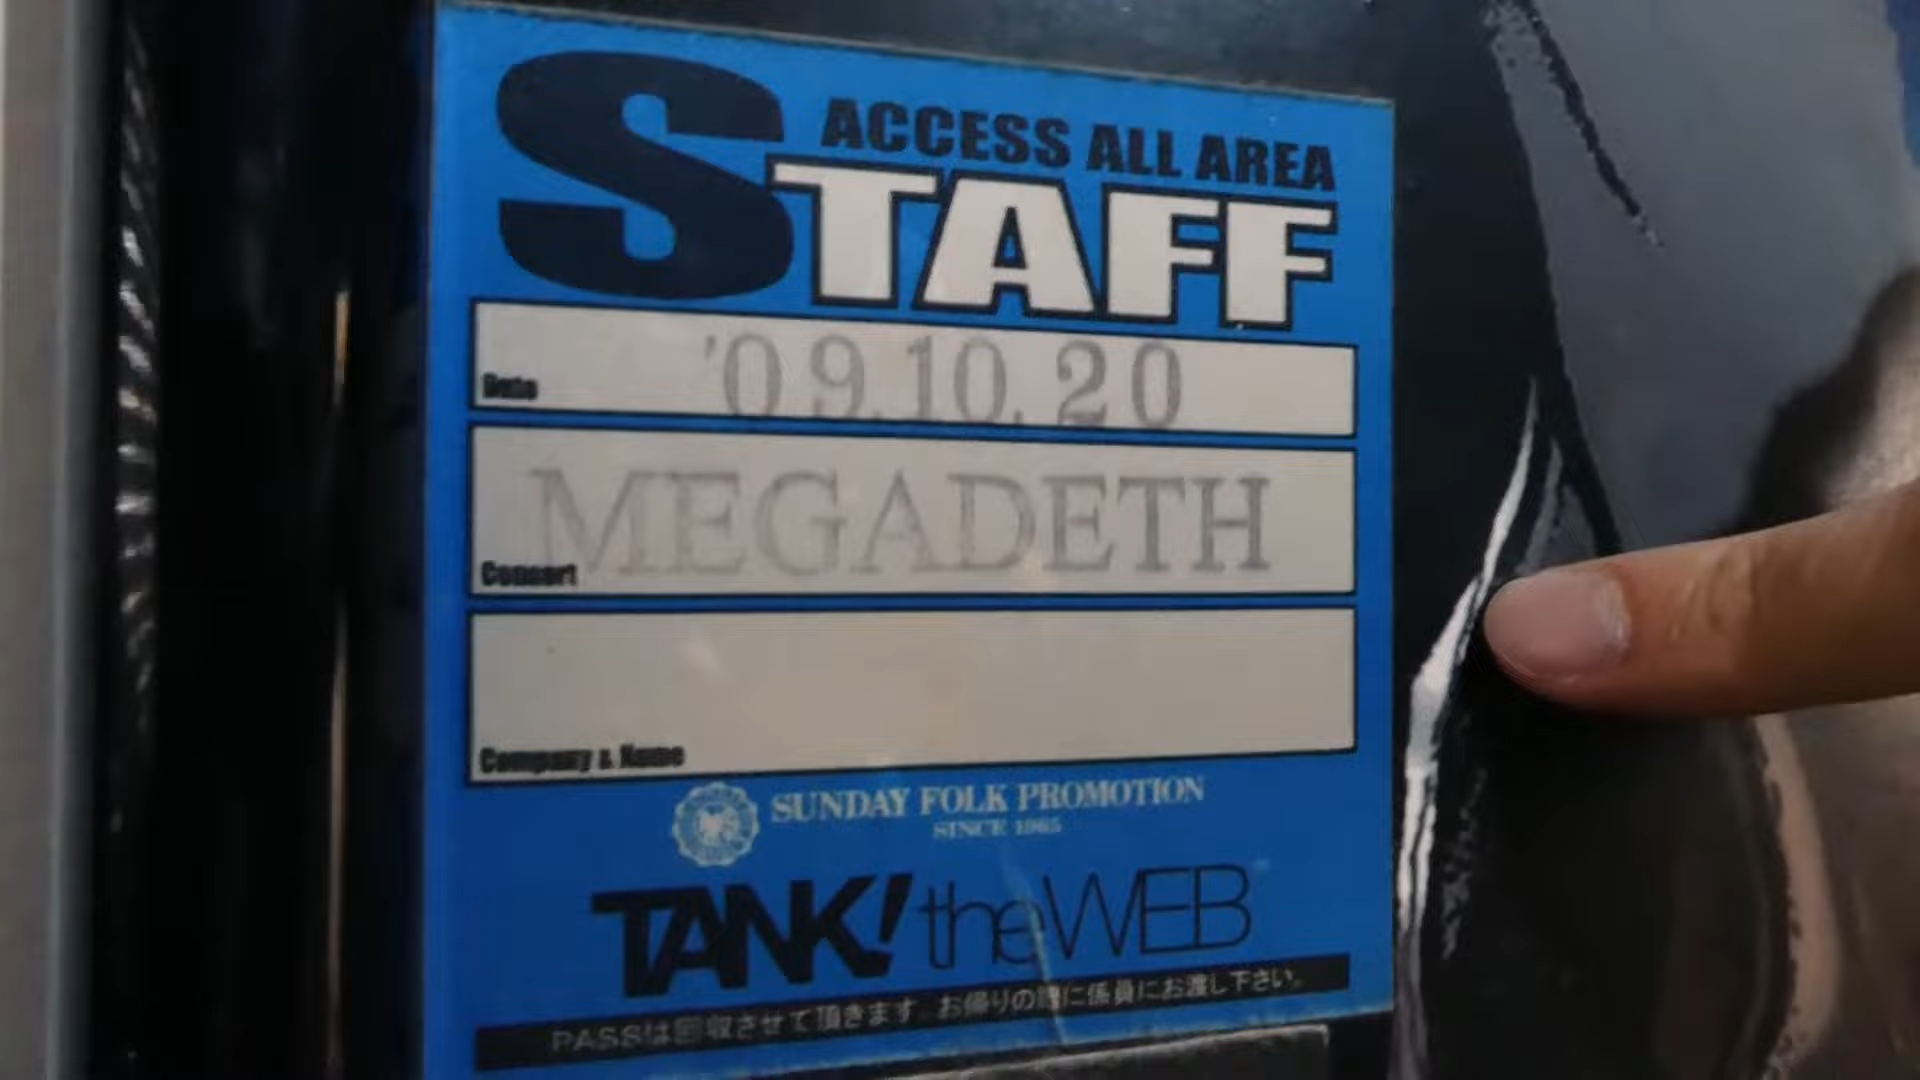 ACCESS ALL AREA
STAFF
Date '09.10.20
Concert MEGADETH
Company & Name
SUNDAY FOLK PROMOTION
SINCE 1965
TANK! the WEB
PASSは回収させて頂きます。お帰りの際に係員にお渡し下さい。